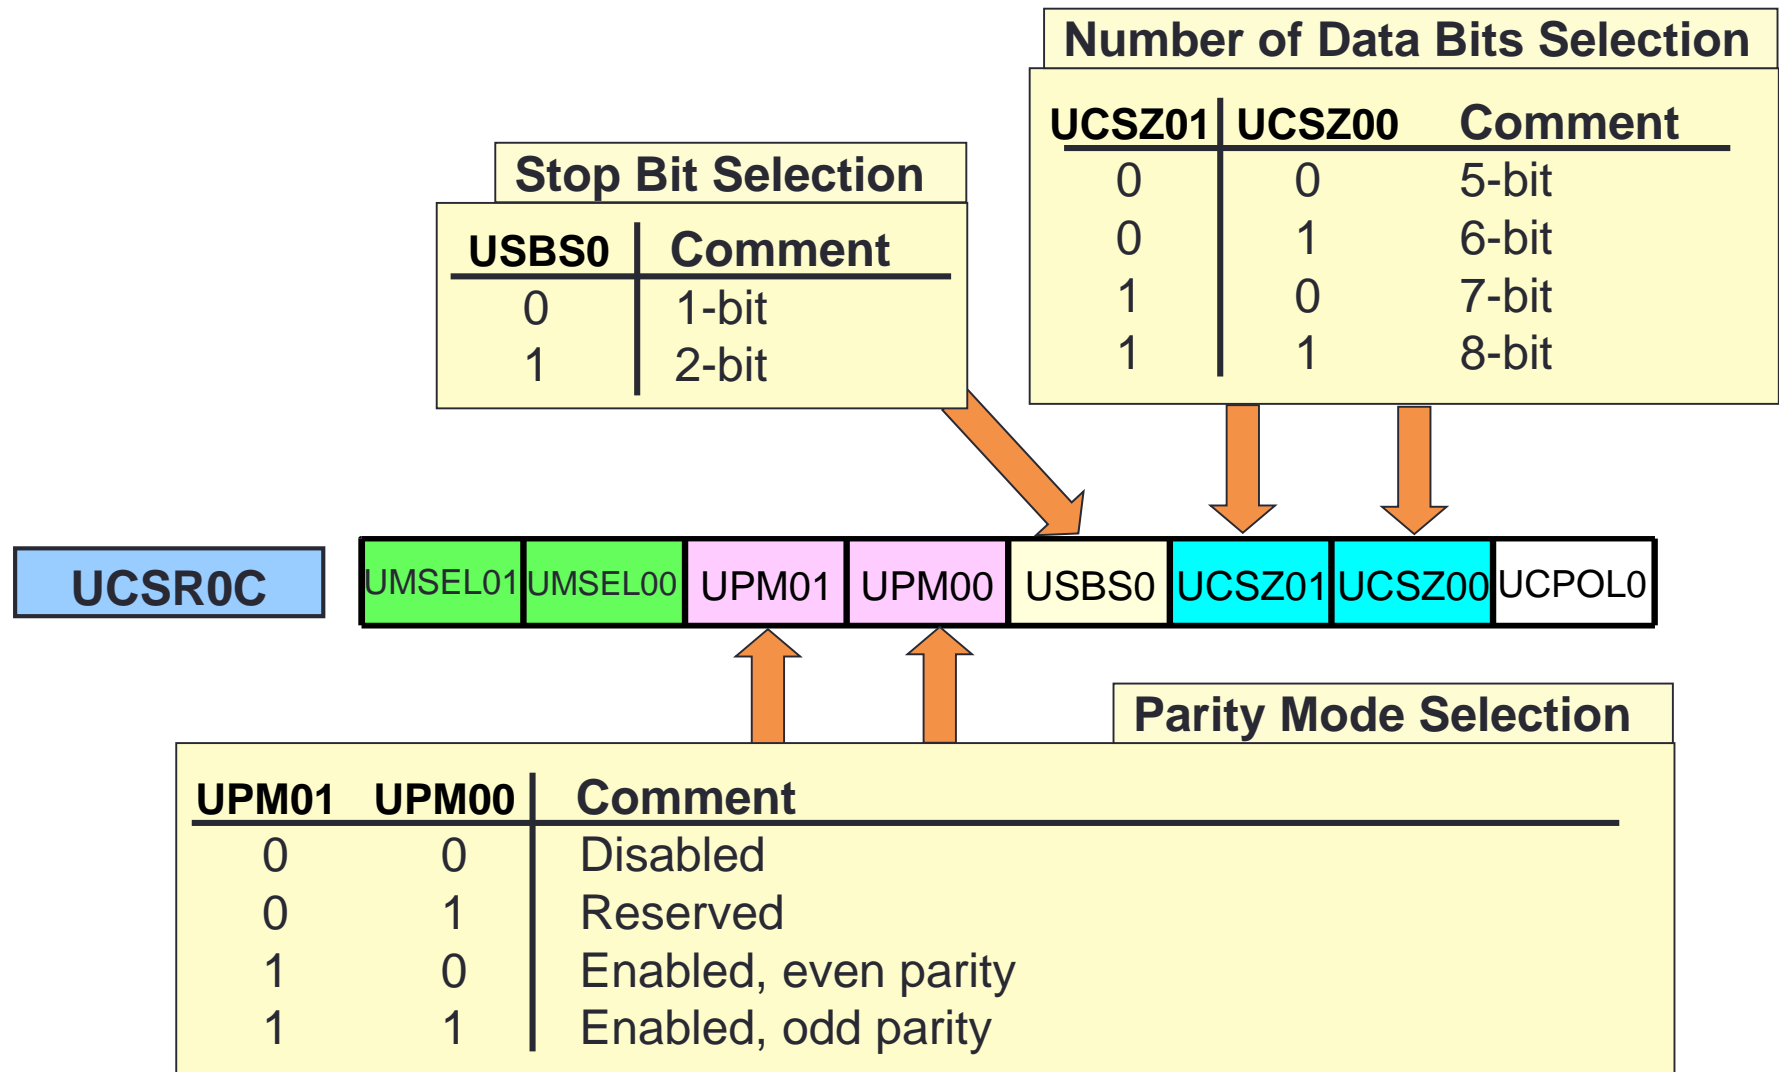 Number of Data Bits Selection
UCSZ01 UCSZ00 Comment
0 0 5-bit
0 1 6-bit
1 0 7-bit
1 1 8-bit
Stop Bit Selection
USBS0 Comment
0 1-bit
1 2-bit
UCSR0C UMSEL01 UMSEL00 UPM01 UPM00 USBS0 UCSZ01 UCSZ00 UCPOL0
Parity Mode Selection
UPM01 UPM00 Comment
0 0 Disabled
0 1 Reserved
1 0 Enabled, even parity
1 1 Enabled, odd parity